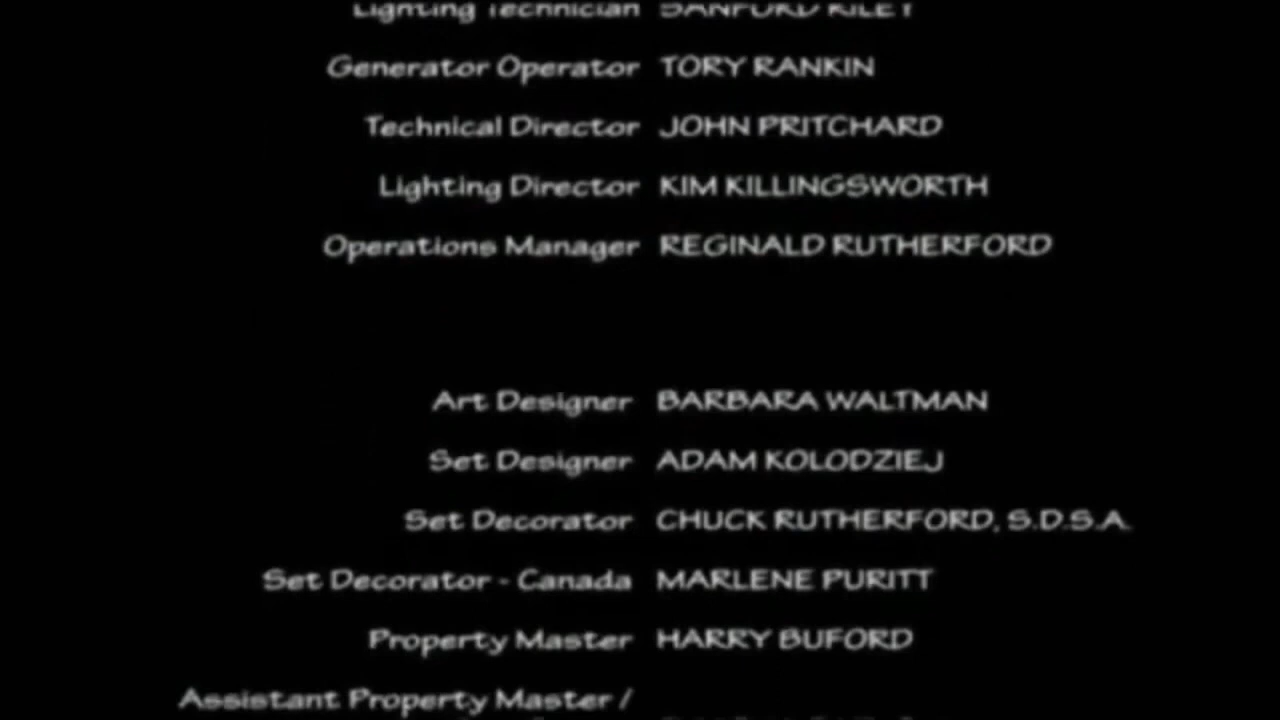 Lighting Technician SANFORD RILEY
Generator Operator TORY RANKIN
Technical Director JOHN PRITCHARD
Lighting Director KIM KILLINGSWORTH
Operations Manager REGINALD RUTHERFORD
Art Designer BARBARA WALTMAN
Set Designer ADAM KOLODZIEJ
Set Decorator CHUCK RUTHERFORD, S.D.S.A.
Set Decorator - Canada MARLENE PURITT
Property Master HARRY BUFORD
Assistant Property Master /